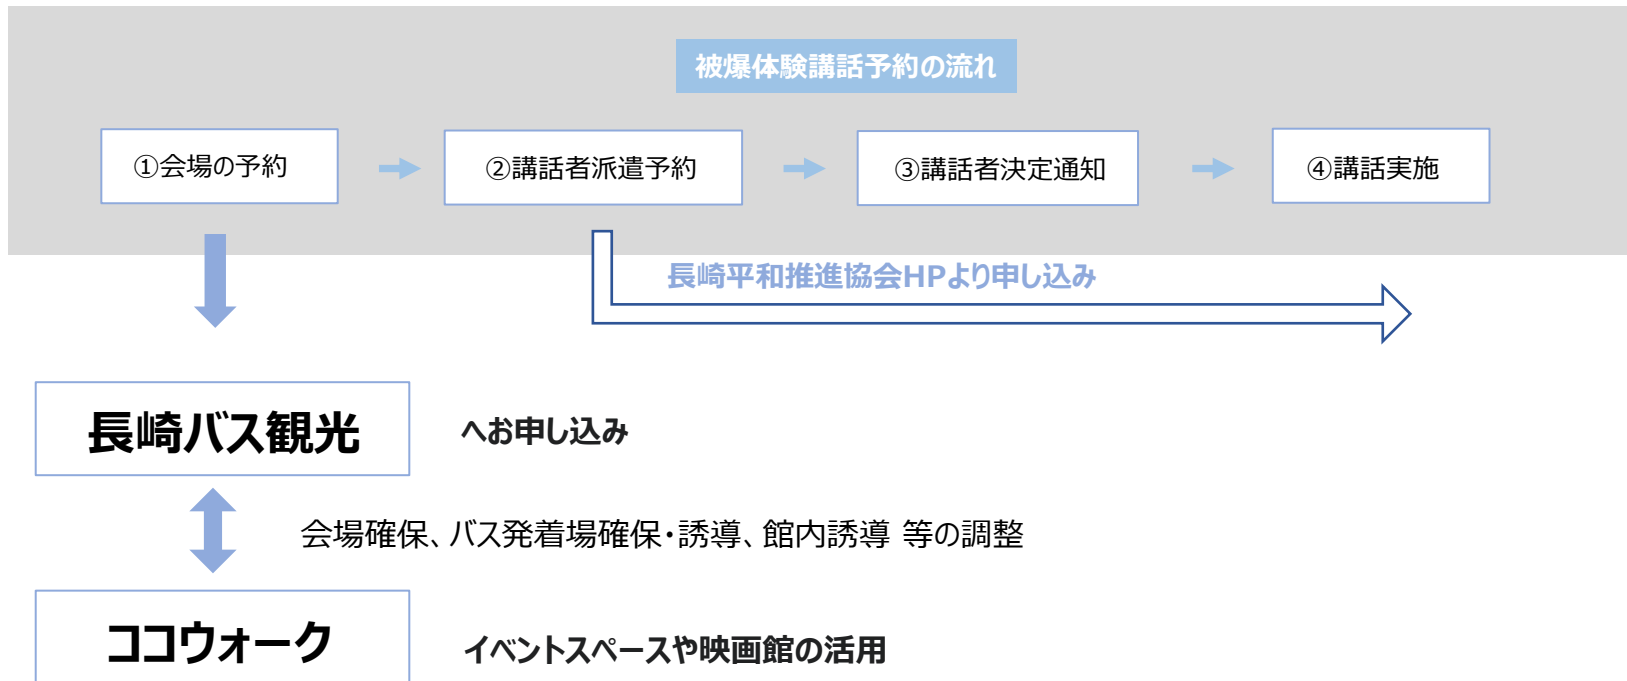 被爆体験講話予約の流れ
①会場の予約
②講話者派遣予約
③講話者決定通知
④講話実施
長崎平和推進協会HPより申し込み
長崎バス観光
へお申し込み
会場確保、バス発着場確保・誘導、館内誘導 等の調整
ココウォーク
イベントスペースや映画館の活用